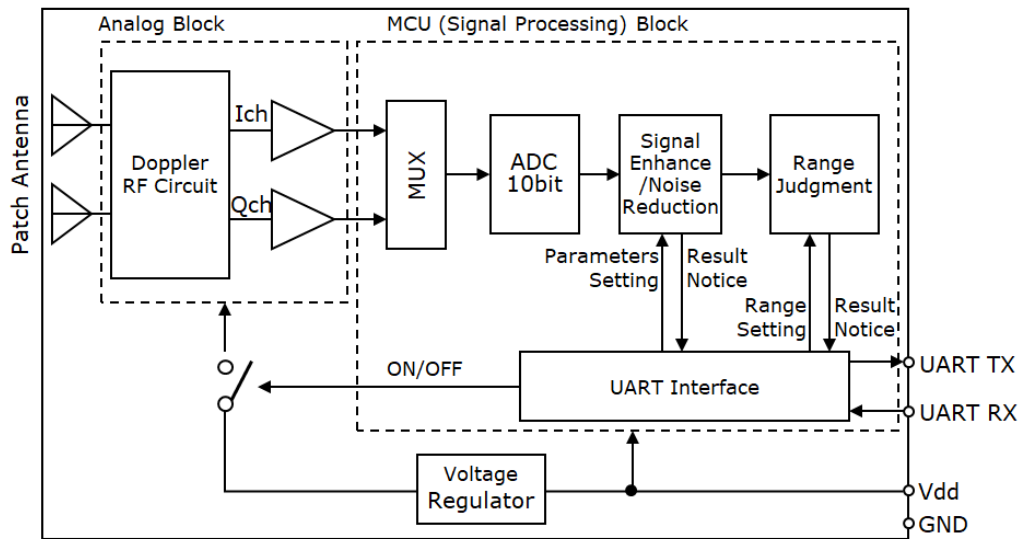 Analog Block
MCU (Signal Processing) Block
Patch Antenna
Doppler
RF Circuit
Ich
Qch
MUX
ADC
10bit
Signal
Enhance
/Noise
Reduction
Range
Judgment
Parameters
Setting
Result
Notice
Range
Setting
Result
Notice
ON/OFF
UART Interface
UART TX
UART RX
Voltage
Regulator
Vdd
GND